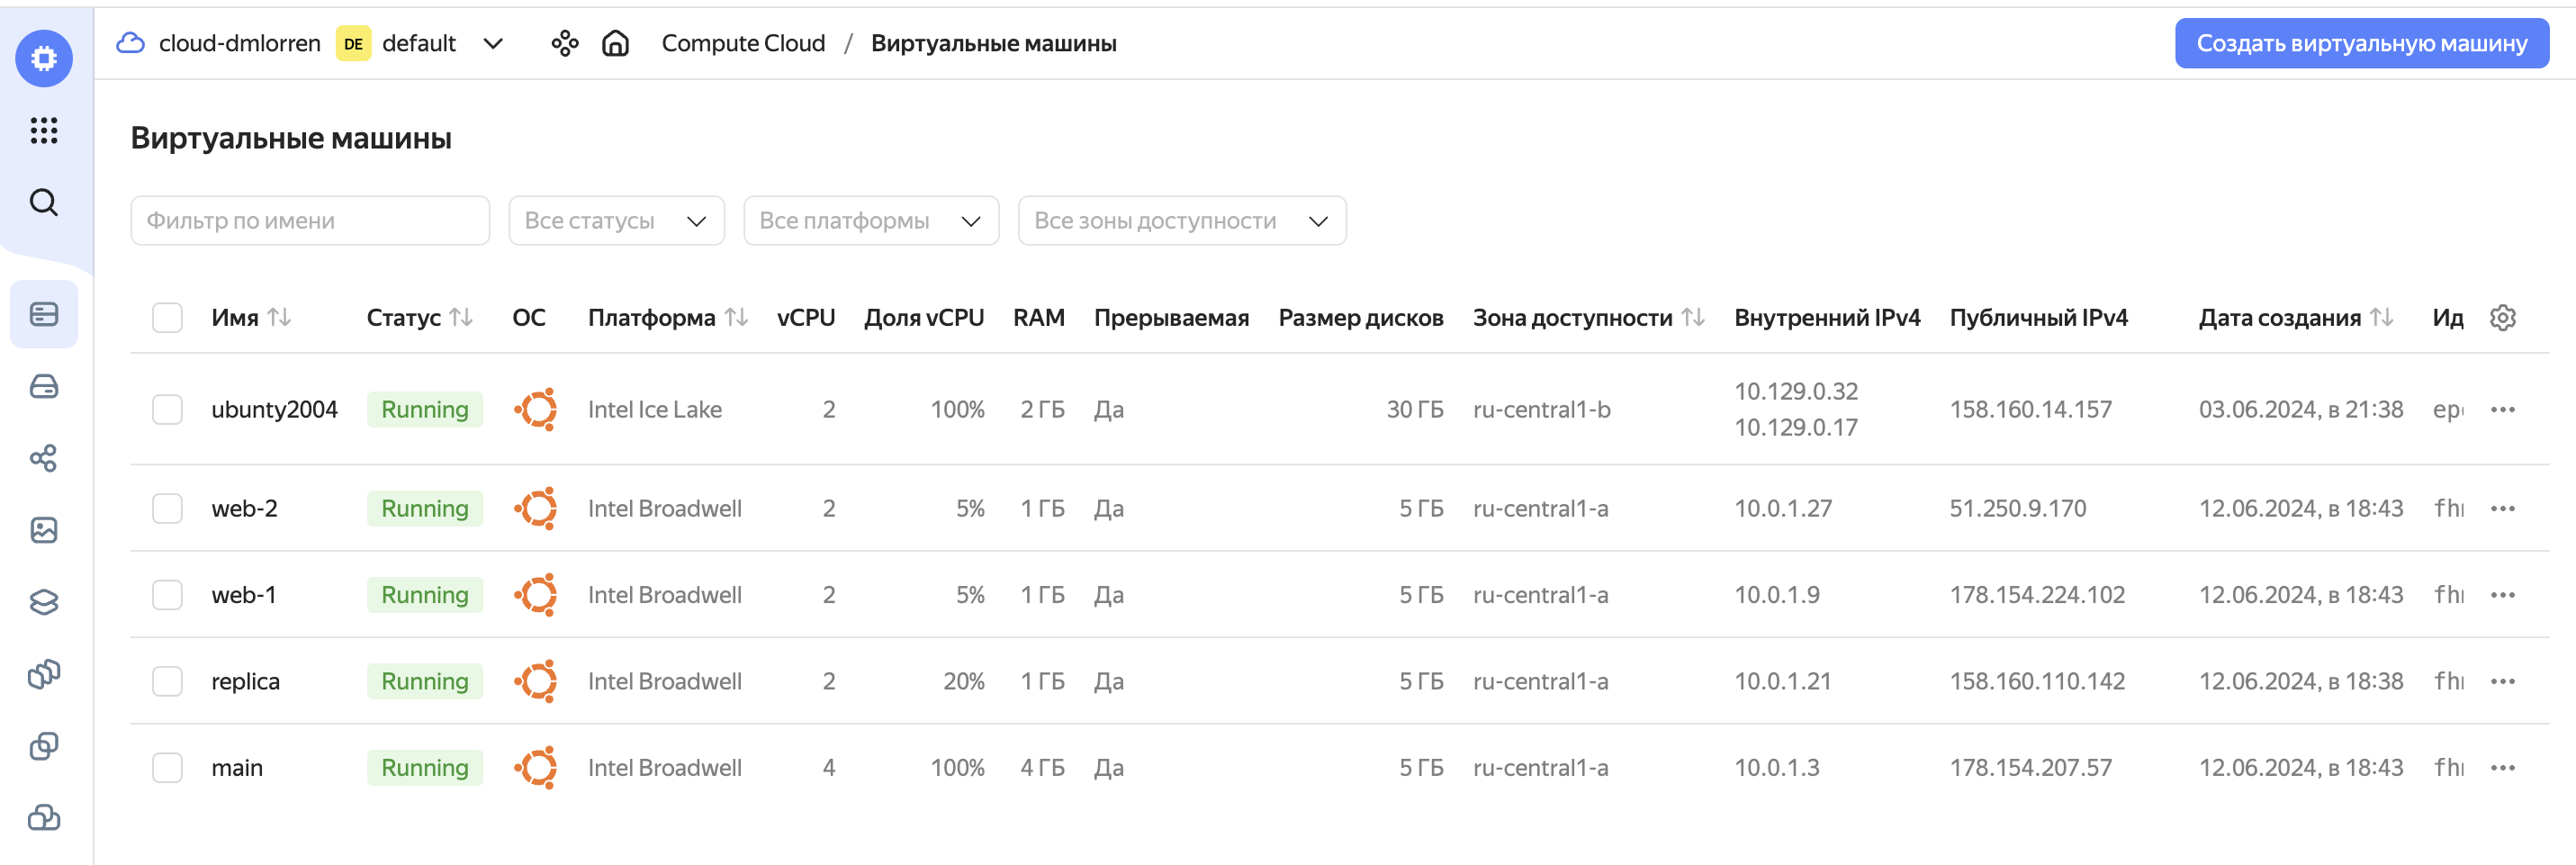 cloud-dmlorren DE default Compute Cloud / Виртуальные машины Создать виртуальную машину
Виртуальные машины
Фильтр по имени Все статусы Все платформы Все зоны доступности
Имя Статус ОС Платформа vCPU Доля vCPU RAM Прерываемая Размер дисков Зона доступности Внутренний IPv4 Публичный IPv4 Дата создания Ид
ubunty2004 Running Intel Ice Lake 2 100% 2 ГБ Да 30 ГБ ru-central1-b 10.129.0.32 158.160.14.157 03.06.2024, в 21:38
10.129.0.17
web-2 Running Intel Broadwell 2 5% 1 ГБ Да 5 ГБ ru-central1-a 10.0.1.27 51.250.9.170 12.06.2024, в 18:43
web-1 Running Intel Broadwell 2 5% 1 ГБ Да 5 ГБ ru-central1-a 10.0.1.9 178.154.224.102 12.06.2024, в 18:43
replica Running Intel Broadwell 2 20% 1 ГБ Да 5 ГБ ru-central1-a 10.0.1.21 158.160.110.142 12.06.2024, в 18:38
main Running Intel Broadwell 4 100% 4 ГБ Да 5 ГБ ru-central1-a 10.0.1.3 178.154.207.57 12.06.2024, в 18:43